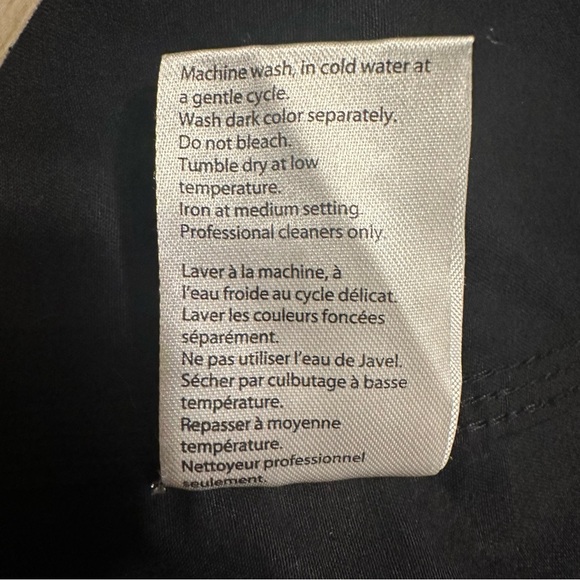 Machine wash, in cold water at
a gentle cycle.
Wash dark color separately.
Do not bleach.
Tumble dry at low
temperature.
Iron at medium setting.
Professional cleaners only.
Laver à la machine, à
l'eau froide au cycle délicat.
Laver les couleurs foncées
séparément.
Ne pas utiliser l'eau de Javel.
Sécher par culbutage à basse
température.
Repasser à moyenne
température.
Nettoyeur professionnel
seulement.